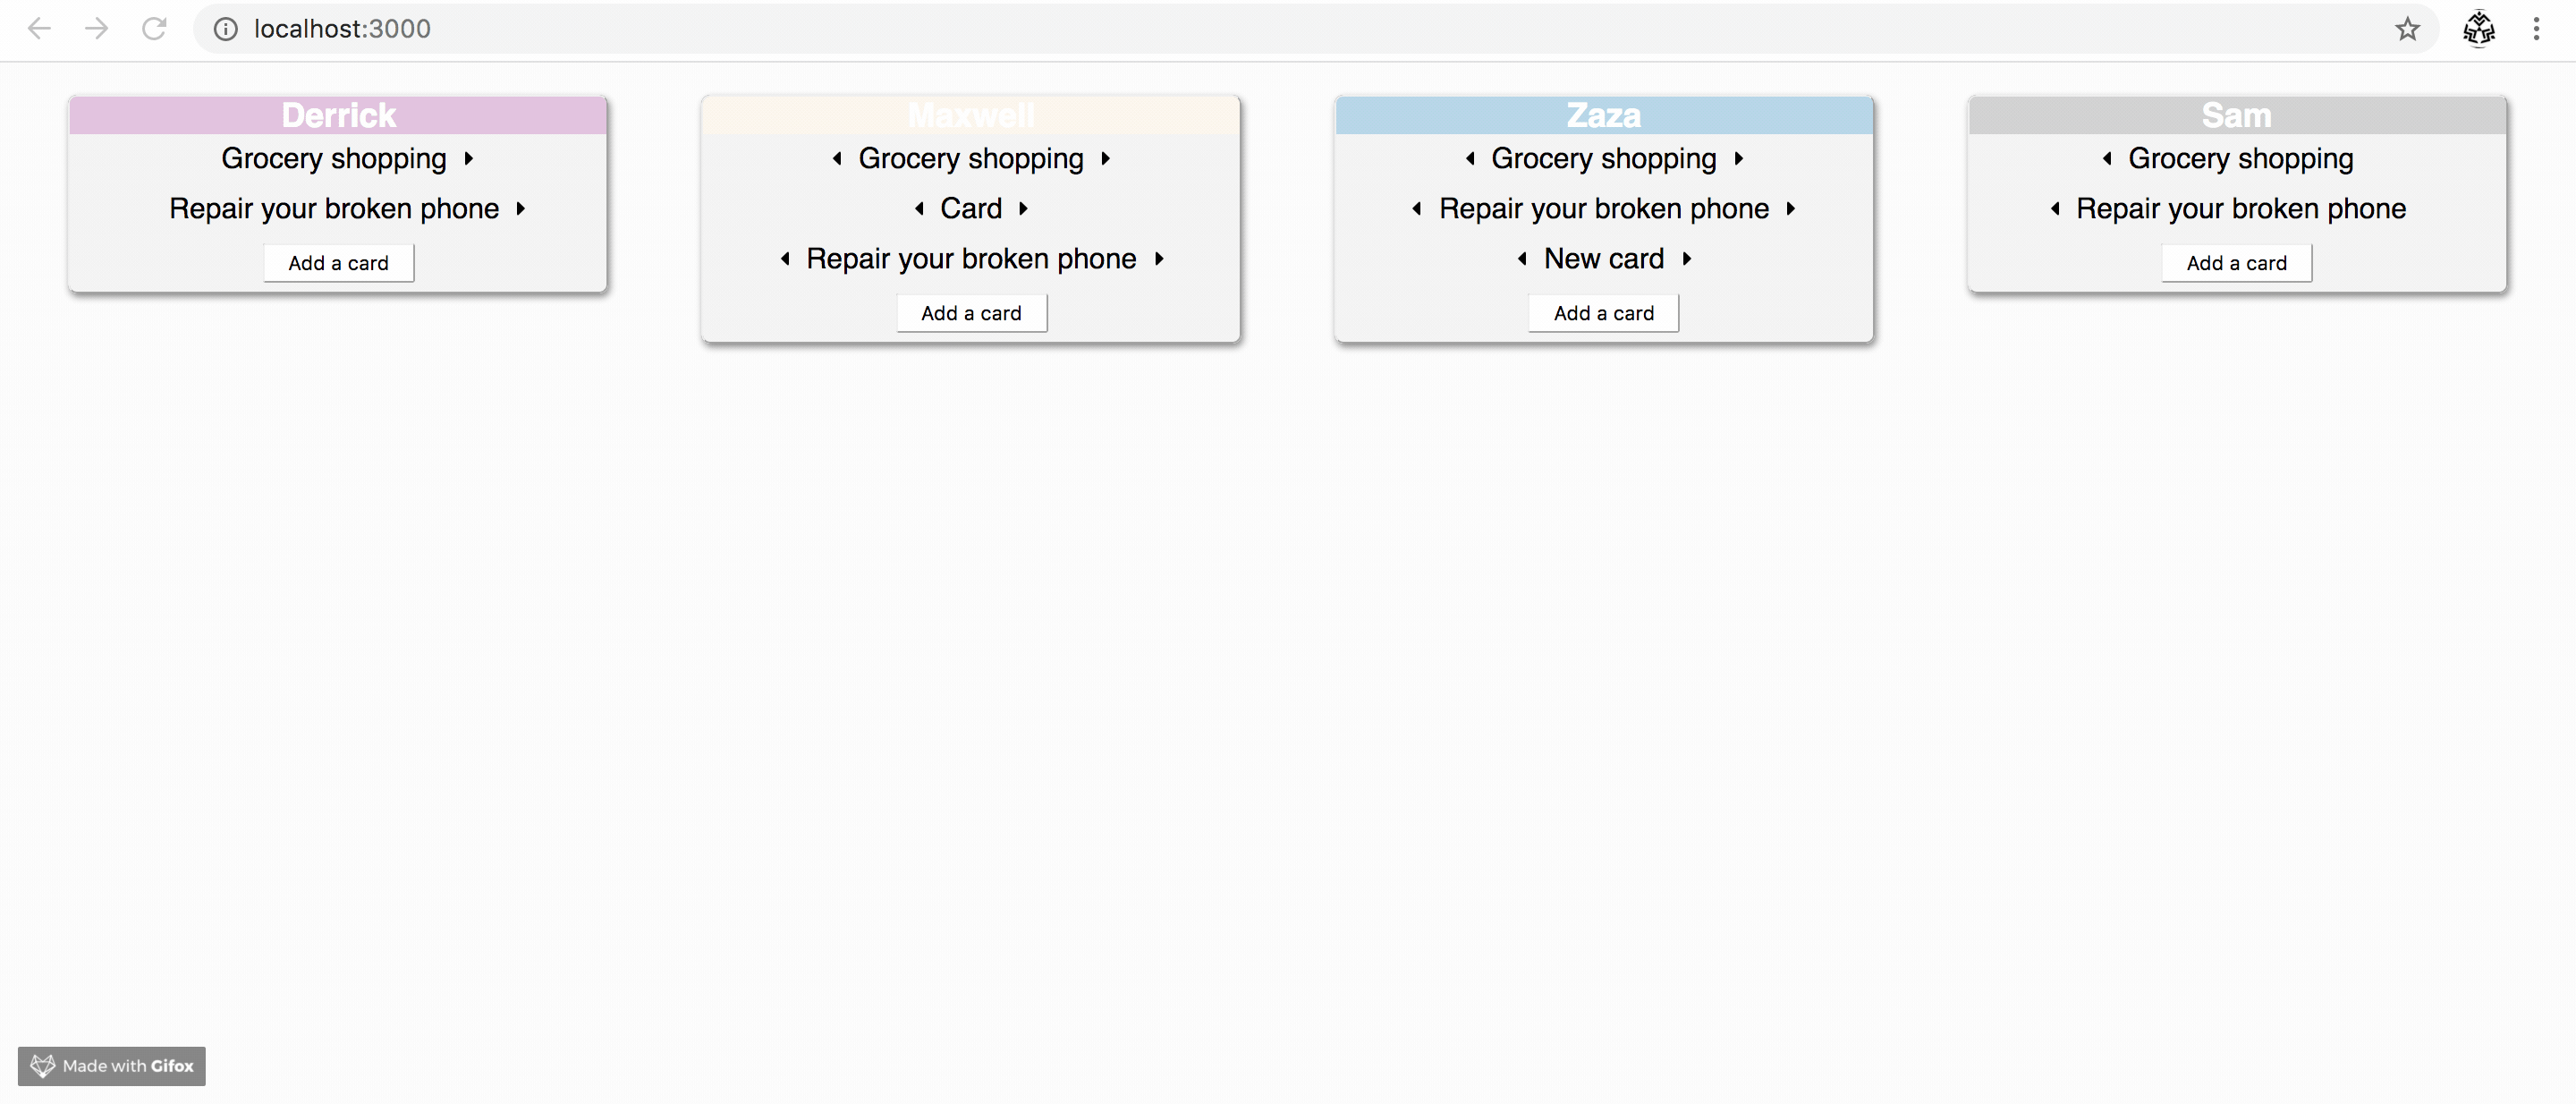 localhost:3000
Derrick
Grocery shopping
Repair your broken phone
Add a card
Maxwell
Grocery shopping
Card
Repair your broken phone
Add a card
Zaza
Grocery shopping
Repair your broken phone
New card
Add a card
Sam
Grocery shopping
Repair your broken phone
Add a card
Made with Gifox